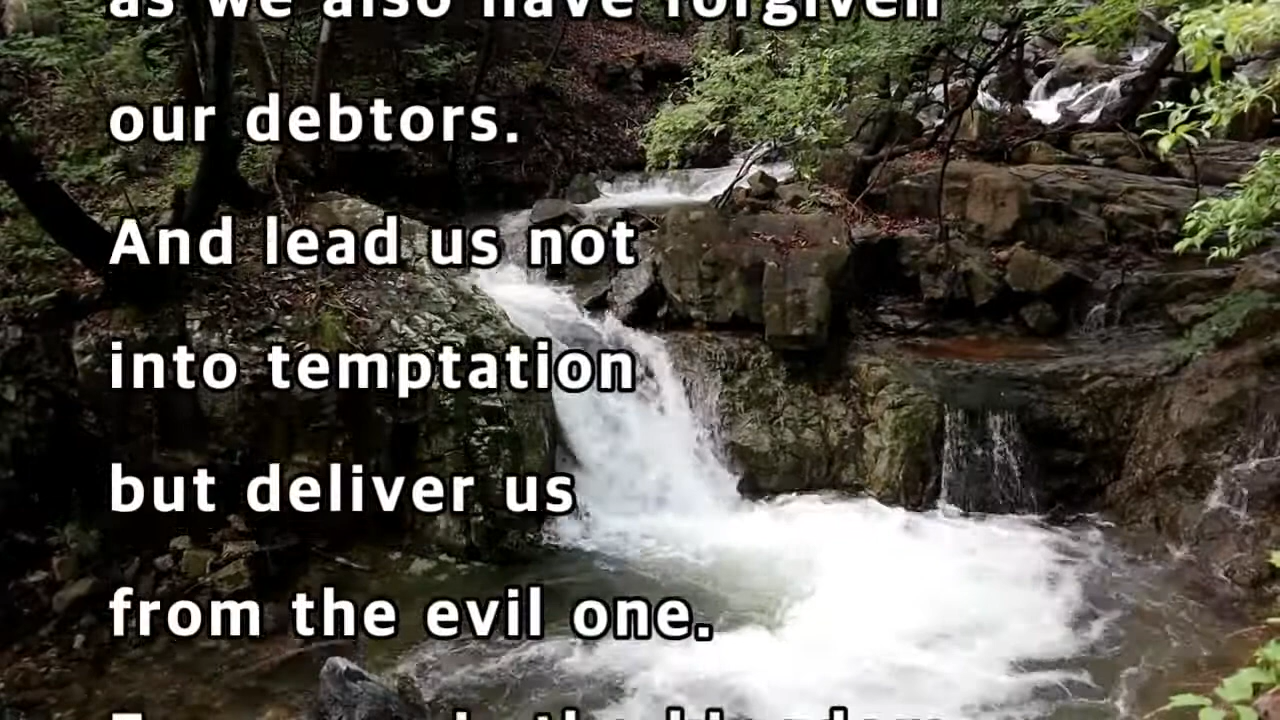 as we also have forgiven
our debtors.
And lead us not
into temptation
but deliver us
from the evil one.